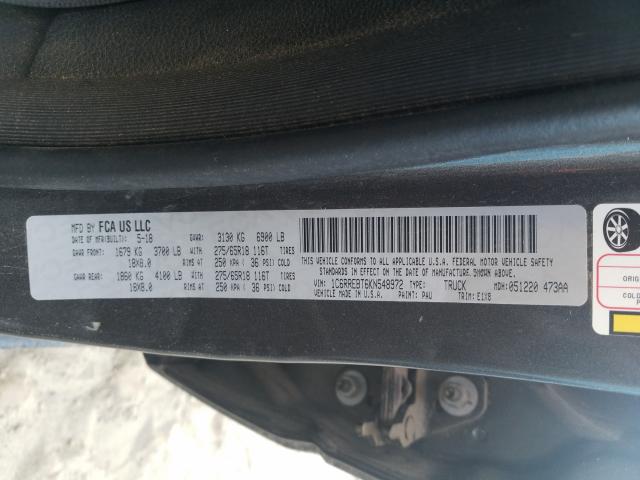 MFD BY FCA US LLC
DATE OF MFR(BUILT): 5-18 GVWR: 3130 KG 6900 LB
GAWR FRONT: 1679 KG 3700 LB WITH 275/65R18 116T TIRES
18X8.0 RIMS AT 250 KPA ( 36 PSI) COLD
GAWR REAR: 1860 KG 4100 LB WITH 275/65R18 116T TIRES
18X8.0 RIMS AT 250 KPA ( 36 PSI) COLD
THIS VEHICLE CONFORMS TO ALL APPLICABLE U.S.A. FEDERAL MOTOR VEHICLE SAFETY
STANDARDS IN EFFECT ON THE DATE OF MANUFACTURE SHOWN ABOVE.
VIN: 1C6RREBT6KN548972 TYPE: TRUCK MDH: 051220 473AA
VEHICLE MADE IN U.S.A. PAINT: PAU TRIM: E1X8
ORIG
COLD
P